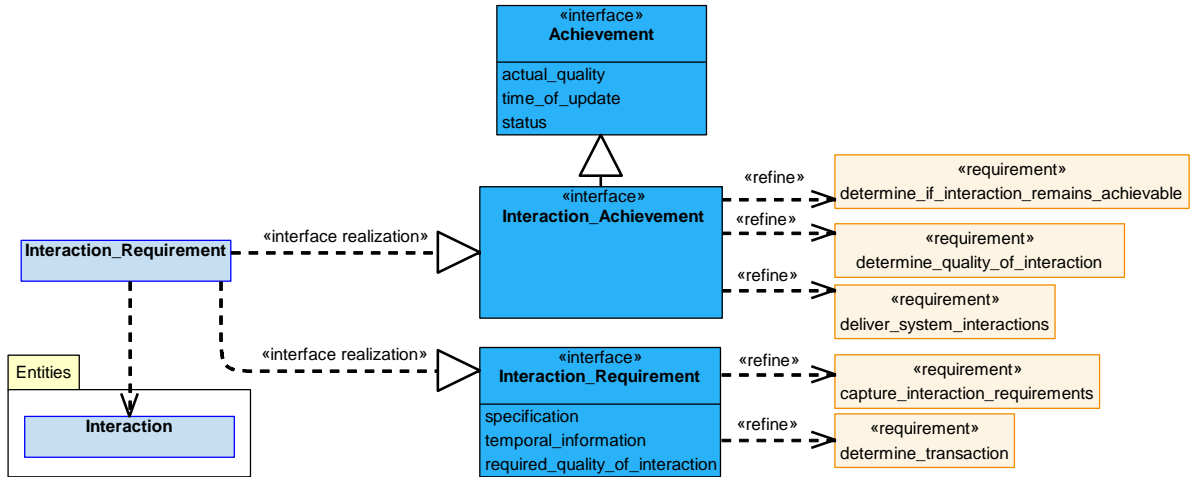 «interface»
Achievement
actual_quality
time_of_update
status
«interface»
Interaction_Achievement
«refine»
«requirement»
determine_if_interaction_remains_achievable
«refine»
«requirement»
determine_quality_of_interaction
«refine»
«requirement»
deliver_system_interactions
Interaction_Requirement
«interface realization»
«interface realization»
«interface»
Interaction_Requirement
specification
temporal_information
required_quality_of_interaction
«refine»
«requirement»
capture_interaction_requirements
«refine»
«requirement»
determine_transaction
Entities
Interaction